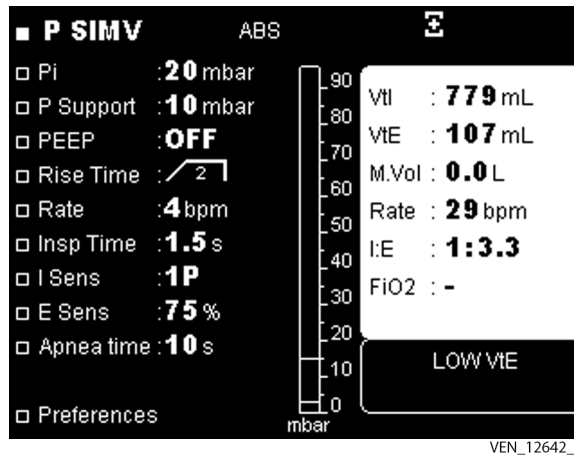 P SIMV ABS
Pi :20 mbar
P Support :10 mbar
PEEP :OFF
Rise Time : 2
Rate :4 bpm
Insp Time :1.5 s
I Sens :1P
E Sens :75 %
Apnea time :10 s
Preferences
90
80
70
60
50
40
30
20
10
0
mbar
VtI : 779 mL
VtE : 107 mL
M.Vol : 0.0 L
Rate : 29 bpm
I:E : 1:3.3
FiO2 : -
LOW VtE
VEN_12642_